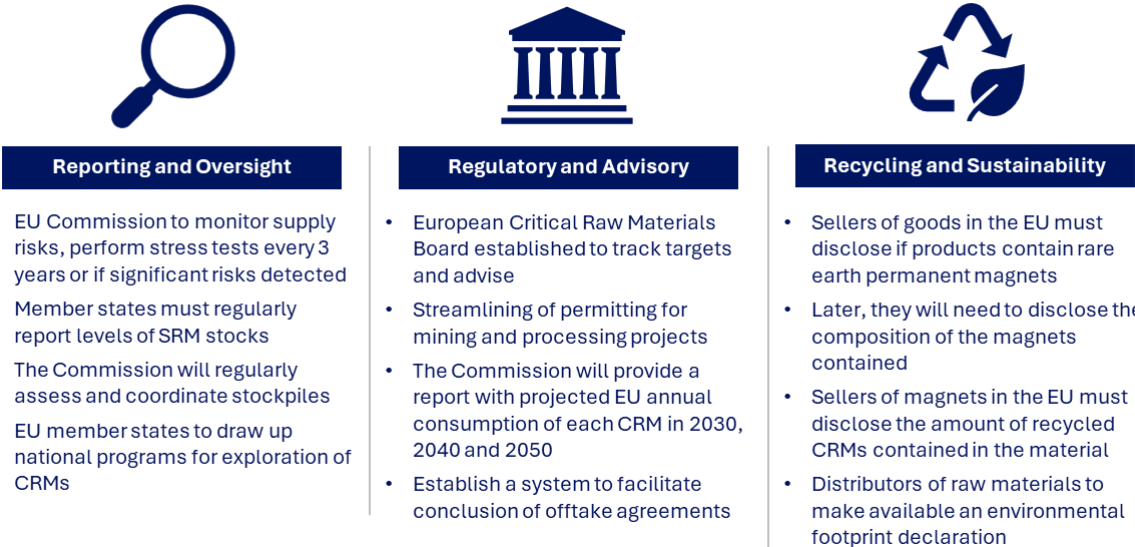 Reporting and Oversight
EU Commission to monitor supply
risks, perform stress tests every 3
years or if significant risks detected
Member states must regularly
report levels of SRM stocks
The Commission will regularly
assess and coordinate stockpiles
EU member states to draw up
national programs for exploration of
CRMs
Regulatory and Advisory
• European Critical Raw Materials
Board established to track targets
and advise
• Streamlining of permitting for
mining and processing projects
• The Commission will provide a
report with projected EU annual
consumption of each CRM in 2030,
2040 and 2050
• Establish a system to facilitate
conclusion of offtake agreements
Recycling and Sustainability
• Sellers of goods in the EU must
disclose if products contain rare
earth permanent magnets
• Later, they will need to disclose the
composition of the magnets
contained
• Sellers of magnets in the EU must
disclose the amount of recycled
CRMs contained in the material
• Distributors of raw materials to
make available an environmental
footprint declaration